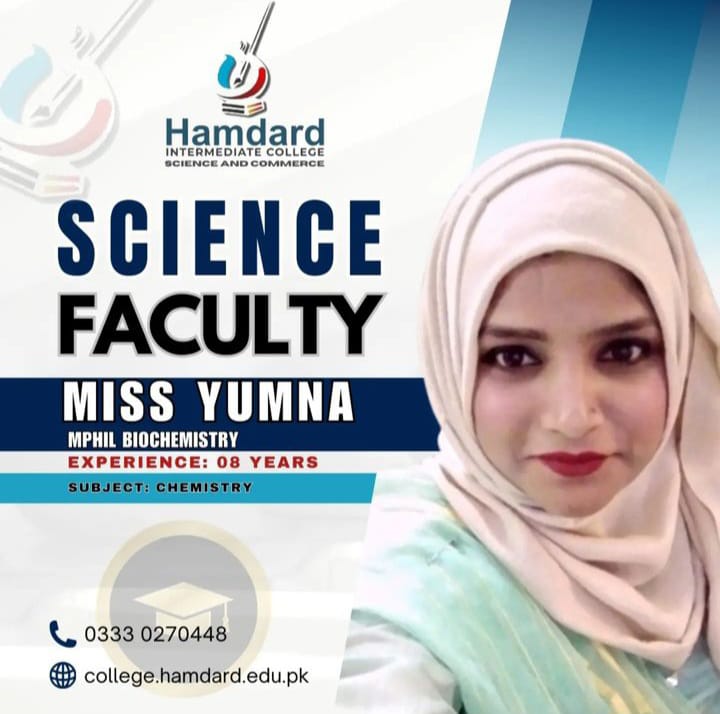 Hamdard
INTERMEDIATE COLLEGE
SCIENCE AND COMMERCE
SCIENCE
FACULTY
MISS YUMNA
MPHIL BIOCHEMISTRY
EXPERIENCE: 08 YEARS
SUBJECT: CHEMISTRY
0333 0270448
college.hamdard.edu.pk